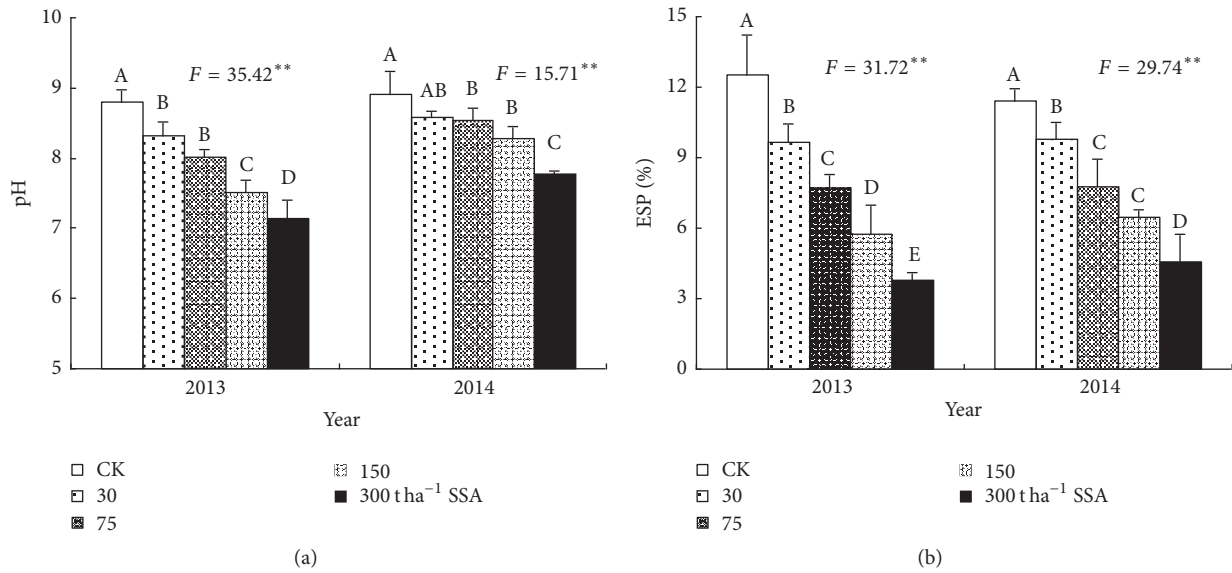 10
9
8
7
6
5
pH
A
B
B
C
D
F = 35.42**
A
AB
B
B
C
F = 15.71**
2013
2014
Year
CK
30
75
150
300 t ha⁻¹ SSA
(a)
15
12
9
6
3
0
ESP (%)
A
B
C
D
E
F = 31.72**
A
B
C
C
D
F = 29.74**
2013
2014
Year
CK
30
75
150
300 t ha⁻¹ SSA
(b)